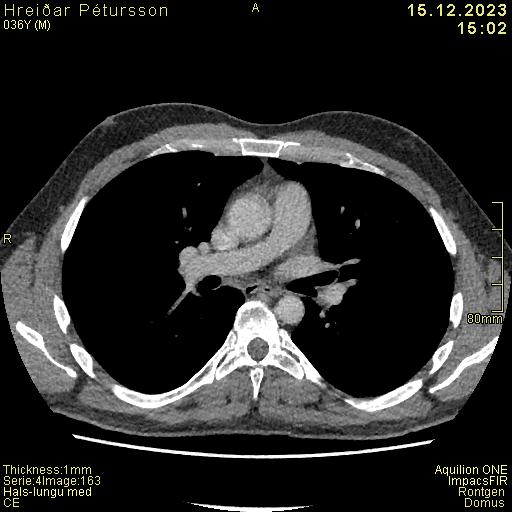 Hreiðar Pétursson
036Y (M)
A
15.12.2023
15:02
R
80mm
Thickness:1mm
Serie:4Image:163
Hals-lungu med
CE
Aquilion ONE
ImpacsFIR
Rontgen
Domus